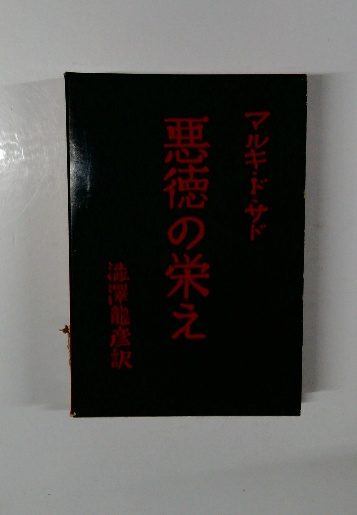 マルキ・ド・サド
悪徳の栄え
澁澤龍彦訳